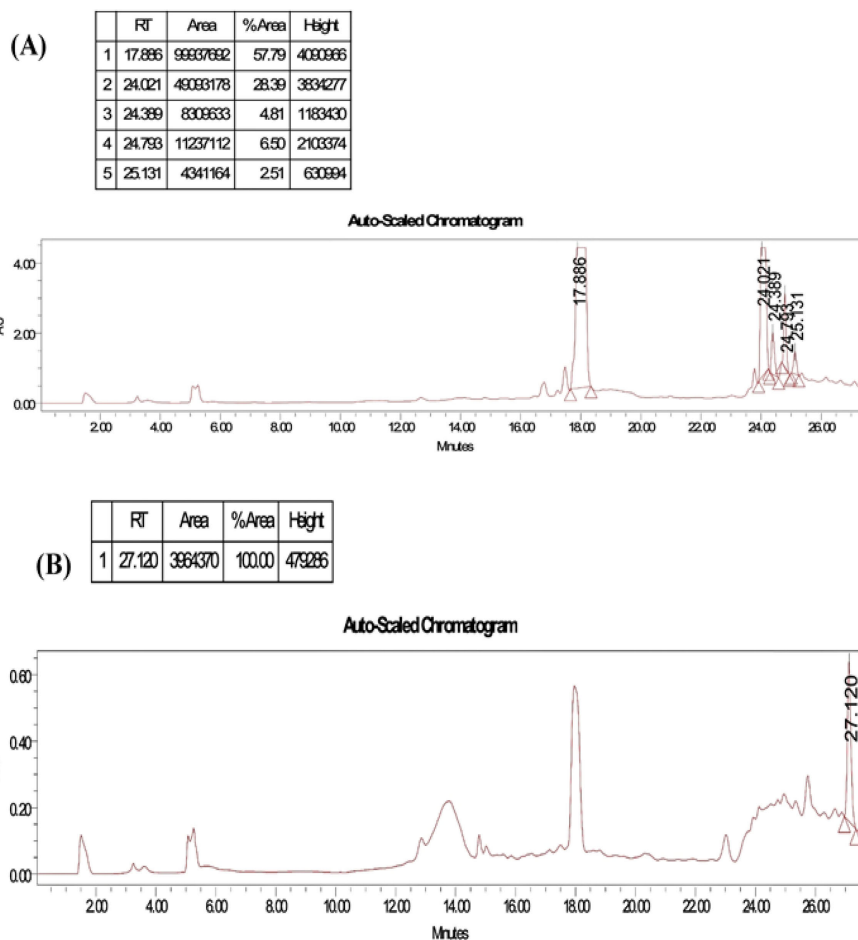 (A)
RT Area %Area Height
1 17.886 99937692 57.79 4090966
2 24.021 49093178 28.39 3834277
3 24.389 8309633 4.81 1183430
4 24.793 11237112 6.50 2103374
5 25.131 4341164 2.51 630994
Auto-Scaled Chromatogram
4.00
2.00
0.00
17.886
24.021
24.389
24.793
25.131
2.00 4.00 6.00 8.00 10.00 12.00 14.00 16.00 18.00 20.00 22.00 24.00 26.00
Minutes
(B)
RT Area %Area Height
1 27.120 3964370 100.00 479286
Auto-Scaled Chromatogram
0.60
0.40
0.20
0.00
27.120
2.00 4.00 6.00 8.00 10.00 12.00 14.00 16.00 18.00 20.00 22.00 24.00 26.00
Minutes